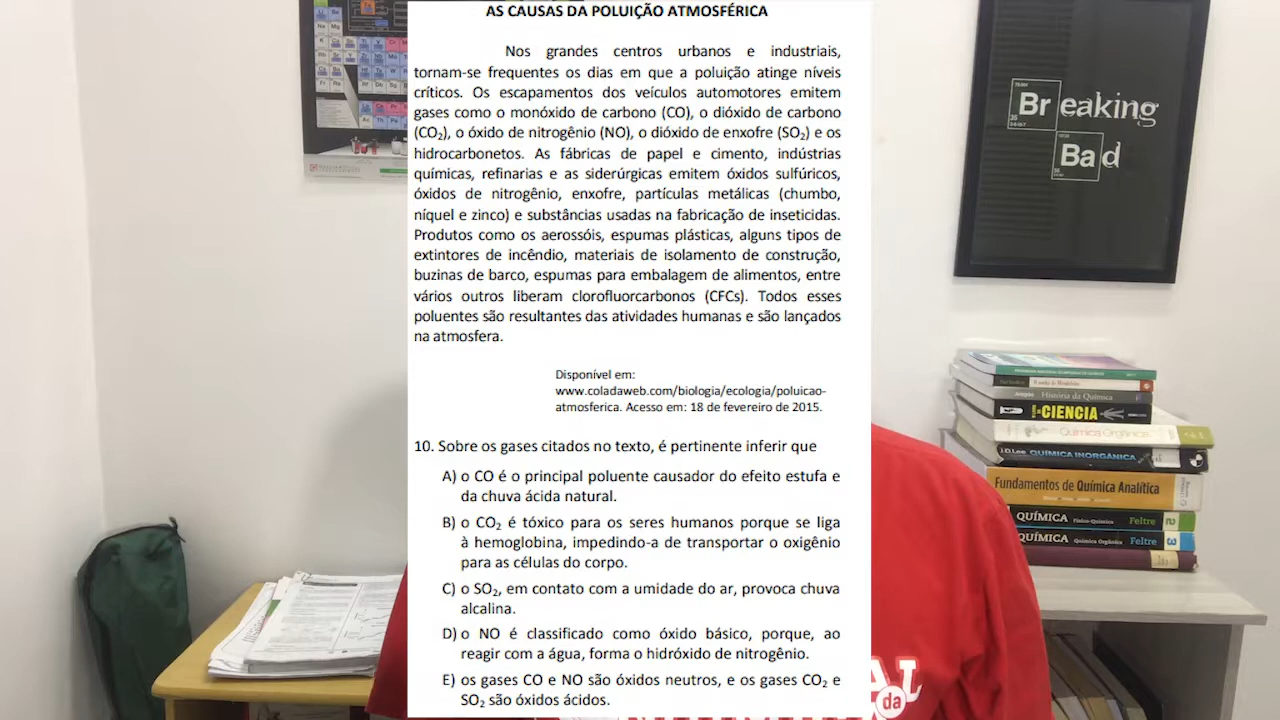 AS CAUSAS DA POLUIÇÃO ATMOSFÉRICA
Nos grandes centros urbanos e industriais,
tornam-se frequentes os dias em que a poluição atinge níveis
críticos. Os escapamentos dos veículos automotores emitem
gases como o monóxido de carbono (CO), o dióxido de carbono
(CO₂), o óxido de nitrogênio (NO), o dióxido de enxofre (SO₂) e os
hidrocarbonetos. As fábricas de papel e cimento, indústrias
químicas, refinarias e as siderúrgicas emitem óxidos sulfúricos,
óxidos de nitrogênio, enxofre, partículas metálicas (chumbo,
níquel e zinco) e substâncias usadas na fabricação de inseticidas.
Produtos como os aerossóis, espumas plásticas, alguns tipos de
extintores de incêndio, materiais de isolamento de construção,
buzinas de barco, espumas para embalagem de alimentos, entre
vários outros liberam clorofluorcarbonos (CFCs). Todos esses
poluentes são resultantes das atividades humanas e são lançados
na atmosfera.
Disponível em:
www.coladaweb.com/biologia/ecologia/poluicao-
atmosferica. Acesso em: 18 de fevereiro de 2015.
10. Sobre os gases citados no texto, é pertinente inferir que
A) o CO é o principal poluente causador do efeito estufa e
da chuva ácida natural.
B) o CO₂ é tóxico para os seres humanos porque se liga
à hemoglobina, impedindo-a de transportar o oxigênio
para as células do corpo.
C) o SO₂, em contato com a umidade do ar, provoca chuva
alcalina.
D) o NO é classificado como óxido básico, porque, ao
reagir com a água, forma o hidróxido de nitrogênio.
E) os gases CO e NO são óxidos neutros, e os gases CO₂ e
SO₂ são óxidos ácidos.
Breaking
Bad
História da Química
CIENCIA
Química Orgânica
J.D.Lee QUÍMICA INORGÂNICA
Fundamentos de Química Analítica
QUÍMICA Físico-Química Feltre 2
QUÍMICA Química Orgânica Feltre 3
da